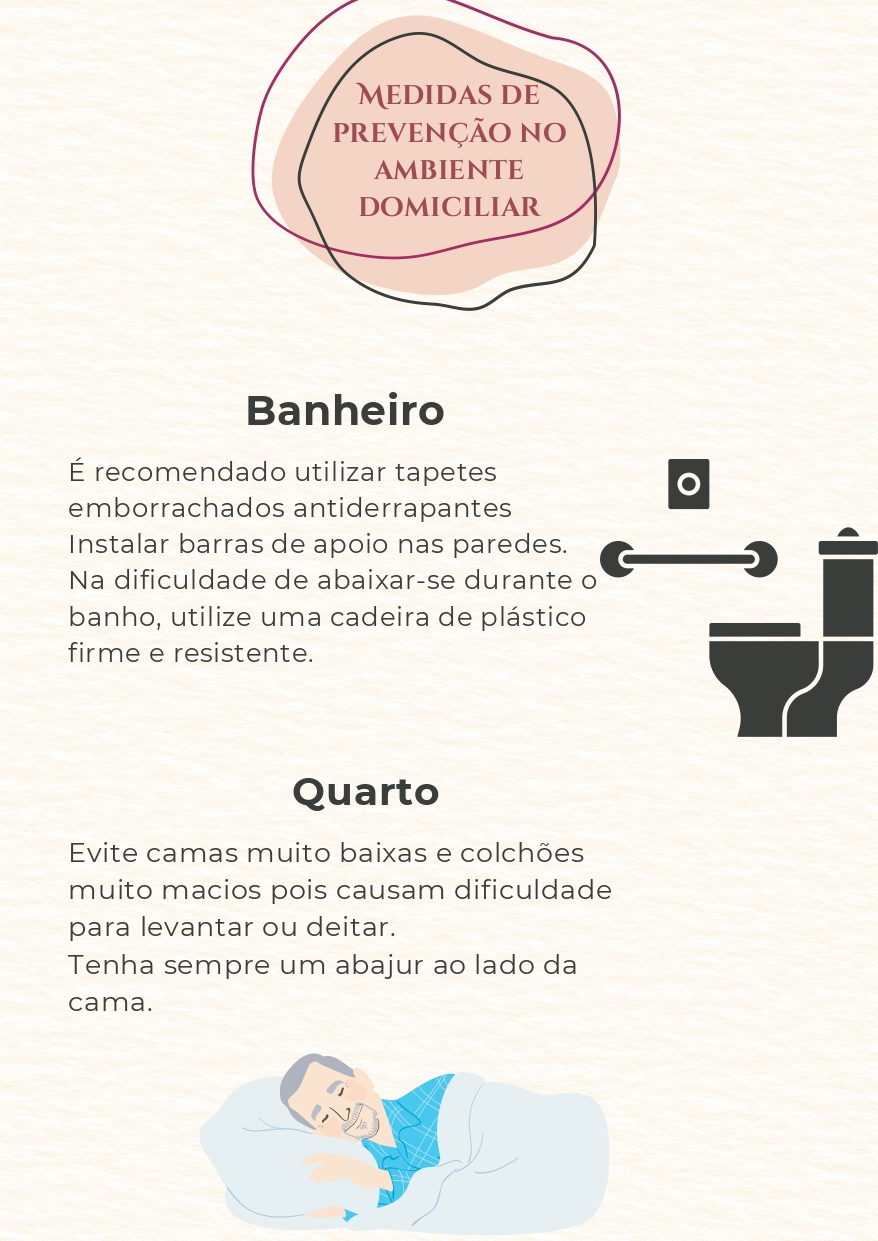 Medidas de
prevenção no
ambiente
domiciliar
Banheiro
É recomendado utilizar tapetes
emborrachados antiderrapantes
Instalar barras de apoio nas paredes.
Na dificuldade de abaixar-se durante o
banho, utilize uma cadeira de plástico
firme e resistente.
Quarto
Evite camas muito baixas e colchões
muito macios pois causam dificuldade
para levantar ou deitar.
Tenha sempre um abajur ao lado da
cama.